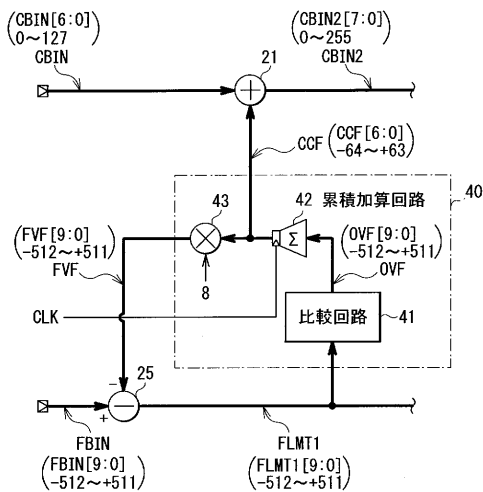 (CBIN[6:0]
0～127)
CBIN
(CBIN2[7:0]
0～255)
CBIN2
21
+
CCF (CCF[6:0]
-64～+63)
40
43
42 累積加算回路
×
Σ
(FVF[9:0]
-512～+511)
FVF
(OVF[9:0]
-512～+511)
OVF
8
CLK
比較回路
41
-
25
+
−
FBIN
(FBIN[9:0]
-512～+511)
FLMT1
(FLMT1[9:0]
-512～+511)